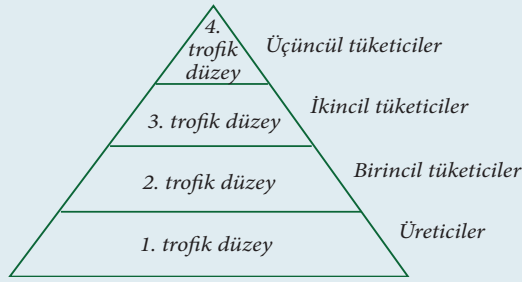 4.
trofik
düzey
Üçüncül tüketiciler
3. trofik düzey
İkincil tüketiciler
2. trofik düzey
Birincil tüketiciler
1. trofik düzey
Üreticiler